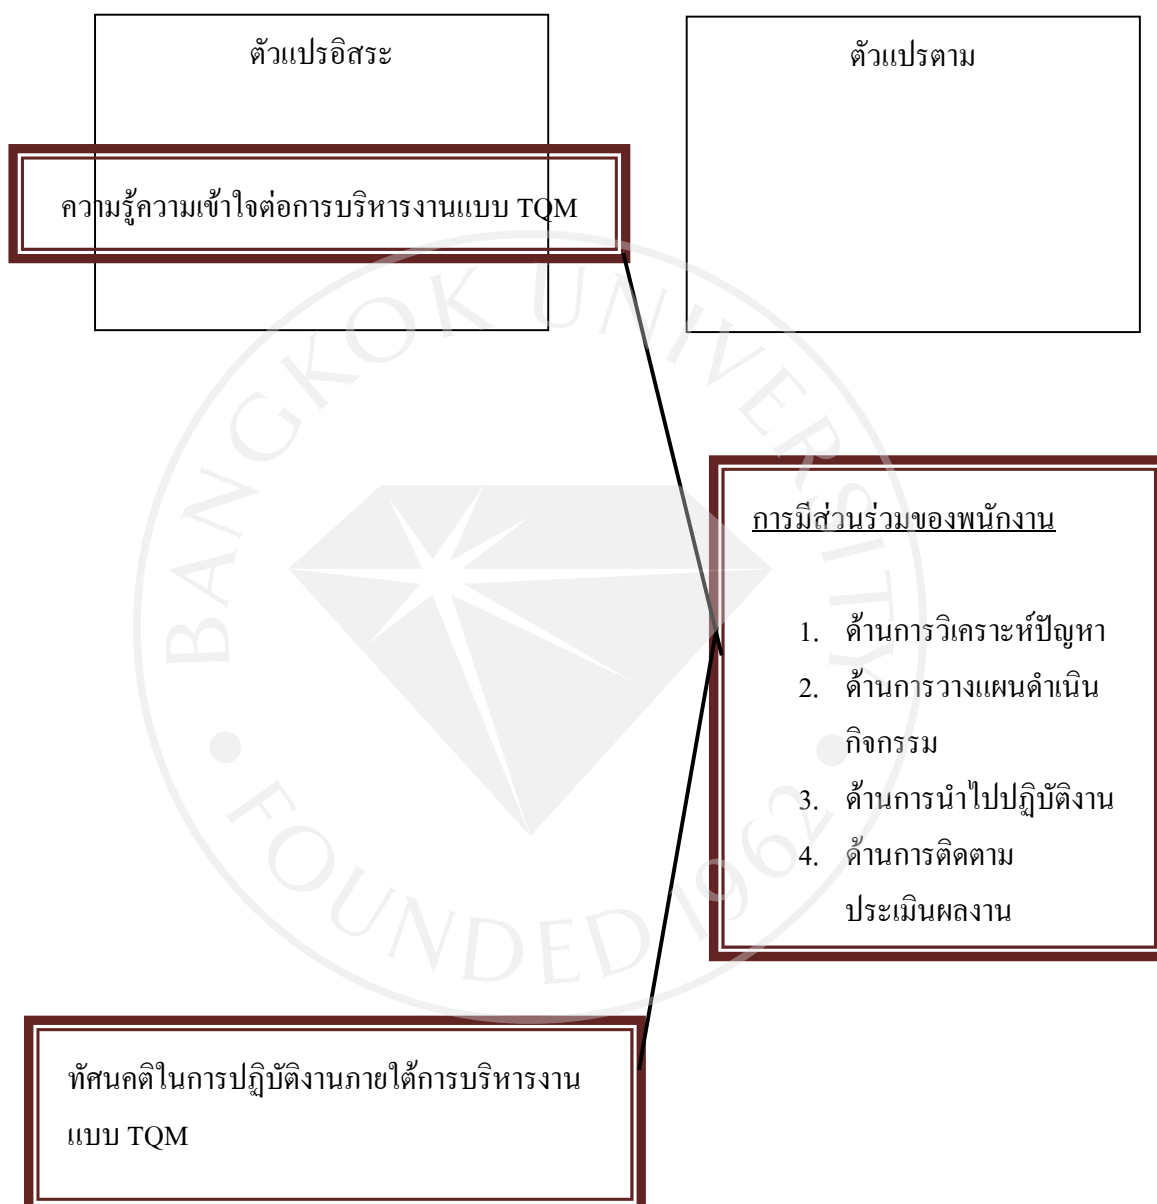 ตัวแปรอิสระ
ตัวแปรตาม
ความรู้ความเข้าใจต่อการบริหารงานแบบ TQM
การมีส่วนร่วมของพนักงาน
1. ด้านการวิเคราะห์ปัญหา
2. ด้านการวางแผนดำเนิน
กิจกรรม
3. ด้านการนำไปปฏิบัติงาน
4. ด้านการติดตาม
ประเมินผลงาน
ทัศนคติในการปฏิบัติงานภายใต้การบริหารงาน
แบบ TQM
BANGKOK UNIVERSITY
FOUNDED 1962